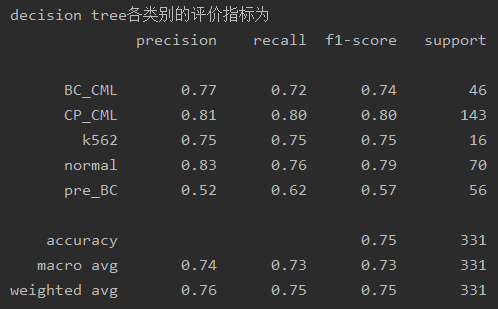 decision tree各类别的评价指标为
precision recall f1-score support
BC_CML 0.77 0.72 0.74 46
CP_CML 0.81 0.80 0.80 143
k562 0.75 0.75 0.75 16
normal 0.83 0.76 0.79 70
pre_BC 0.52 0.62 0.57 56
accuracy 0.75 331
macro avg 0.74 0.73 0.73 331
weighted avg 0.76 0.75 0.75 331